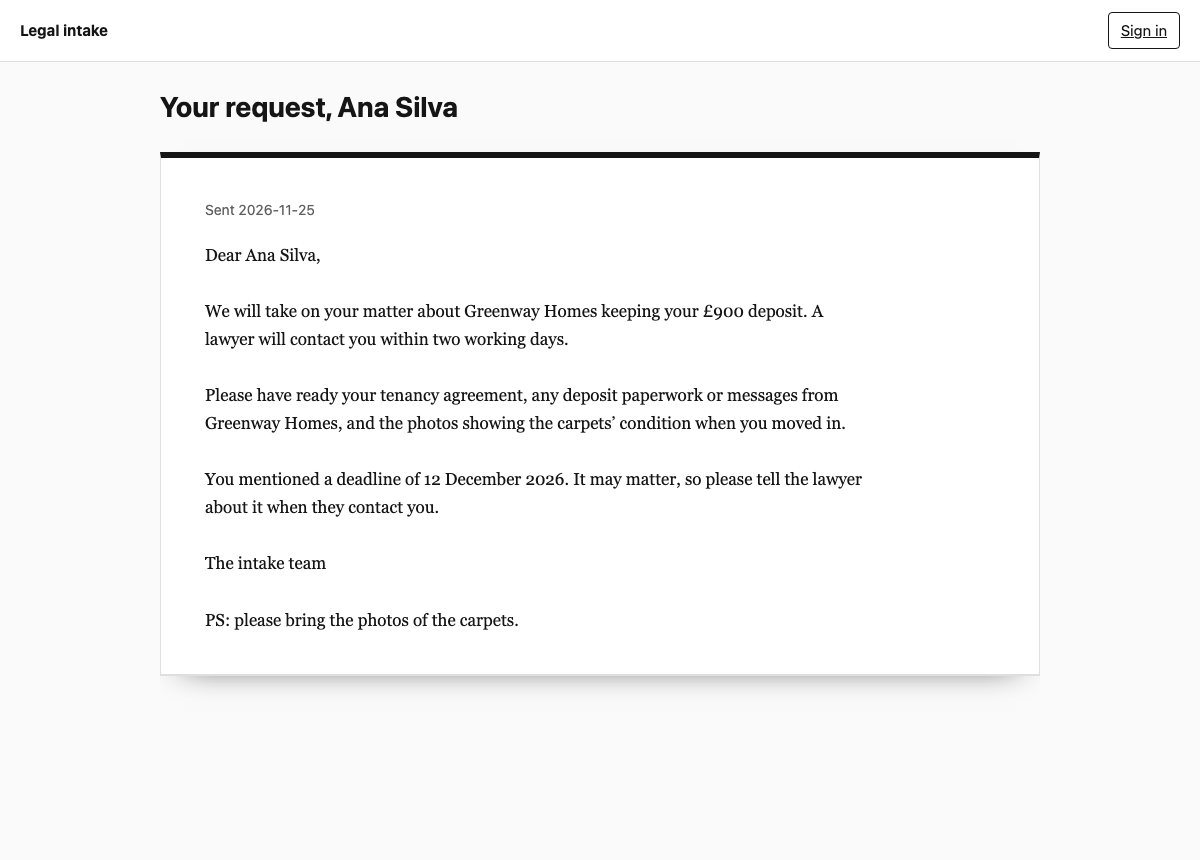 Legal intake
Sign in
Your request, Ana Silva
Sent 2026-11-25
Dear Ana Silva,
We will take on your matter about Greenway Homes keeping your £900 deposit. A
lawyer will contact you within two working days.
Please have ready your tenancy agreement, any deposit paperwork or messages from
Greenway Homes, and the photos showing the carpets’ condition when you moved in.
You mentioned a deadline of 12 December 2026. It may matter, so please tell the lawyer
about it when they contact you.
The intake team
PS: please bring the photos of the carpets.